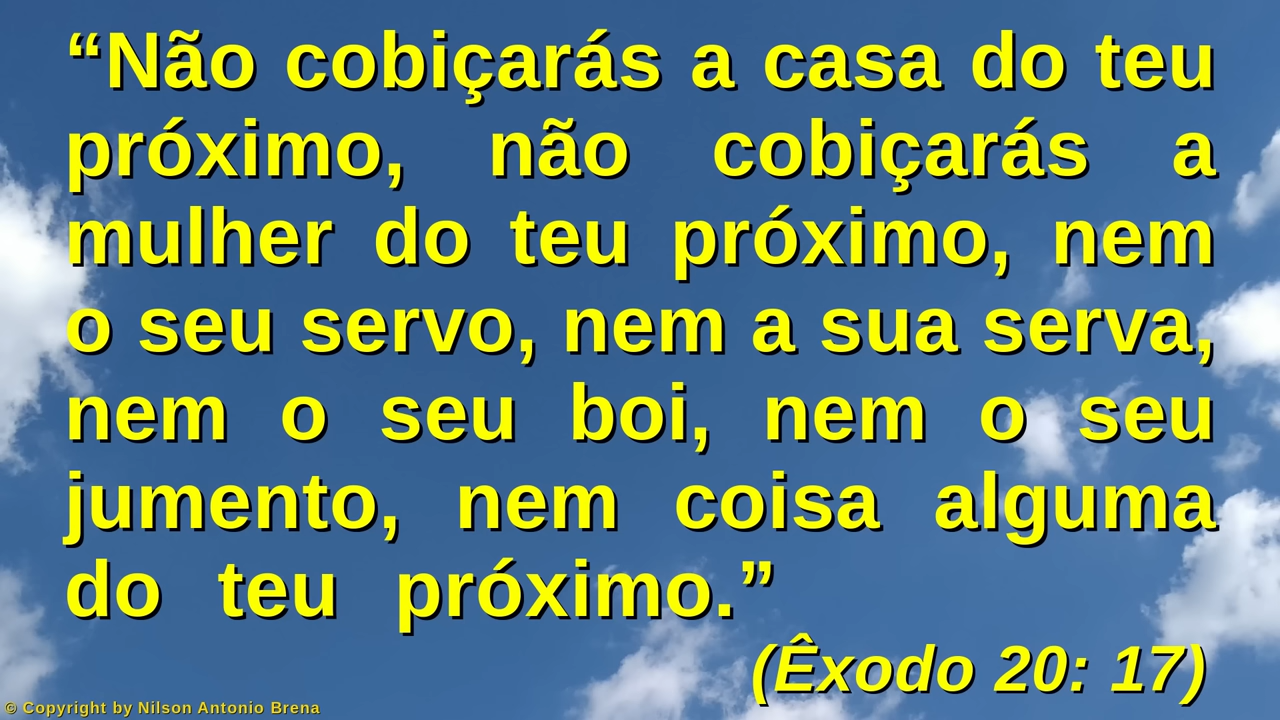 “Não cobiçarás a casa do teu
próximo, não cobiçarás a
mulher do teu próximo, nem
o seu servo, nem a sua serva,
nem o seu boi, nem o seu
jumento, nem coisa alguma
do teu próximo.”
(Êxodo 20: 17)
© Copyright by Nilson Antonio Brena